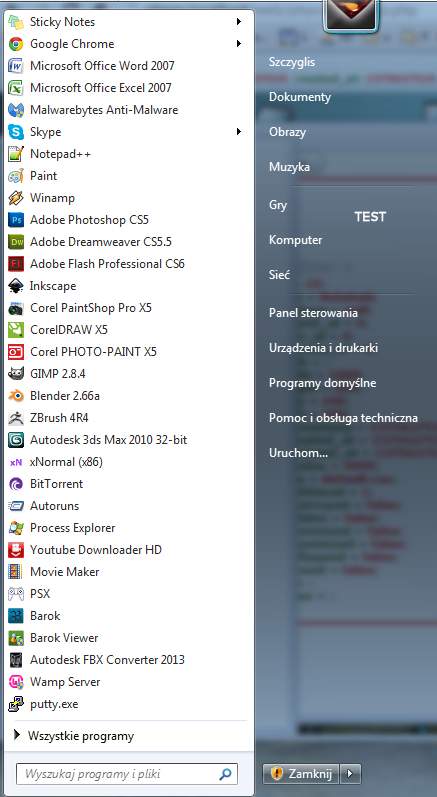 Sticky Notes
Google Chrome
Microsoft Office Word 2007
Microsoft Office Excel 2007
Malwarebytes Anti-Malware
Skype
Notepad++
Paint
Winamp
Adobe Photoshop CS5
Adobe Dreamweaver CS5.5
Adobe Flash Professional CS6
Inkscape
Corel PaintShop Pro X5
CorelDRAW X5
Corel PHOTO-PAINT X5
GIMP 2.8.4
Blender 2.66a
ZBrush 4R4
Autodesk 3ds Max 2010 32-bit
xNormal (x86)
BitTorrent
Autoruns
Process Explorer
Youtube Downloader HD
Movie Maker
PSX
Barok
Barok Viewer
Autodesk FBX Converter 2013
Wamp Server
putty.exe
Wszystkie programy
Wyszukaj programy i pliki
Szczyglis
Dokumenty
Obrazy
Muzyka
Gry
TEST
Komputer
Sieć
Panel sterowania
Urządzenia i drukarki
Programy domyślne
Pomoc i obsługa techniczna
Uruchom...
Zamknij